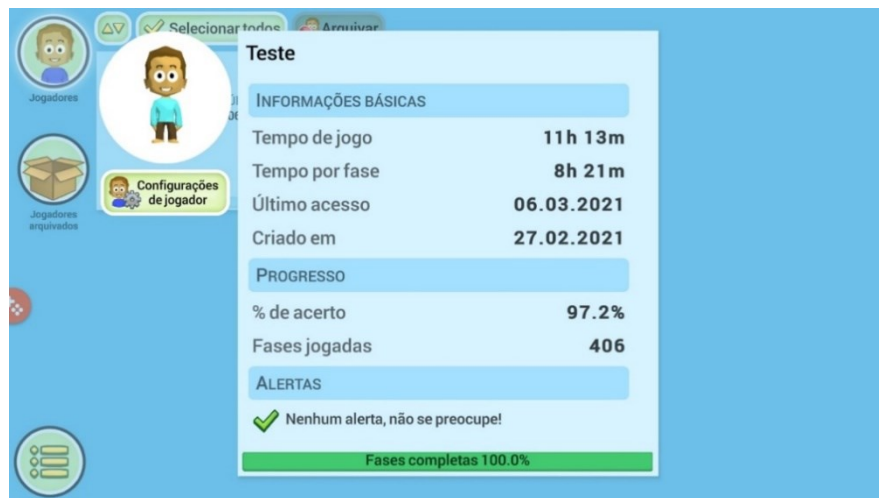 Selecionar todos
Arquivar
Jogadores
Jogadores
arquivados
Configurações
de jogador
Teste
INFORMAÇÕES BÁSICAS
Tempo de jogo 11h 13m
Tempo por fase 8h 21m
Último acesso 06.03.2021
Criado em 27.02.2021
PROGRESSO
% de acerto 97.2%
Fases jogadas 406
ALERTAS
Nenhum alerta, não se preocupe!
Fases completas 100.0%